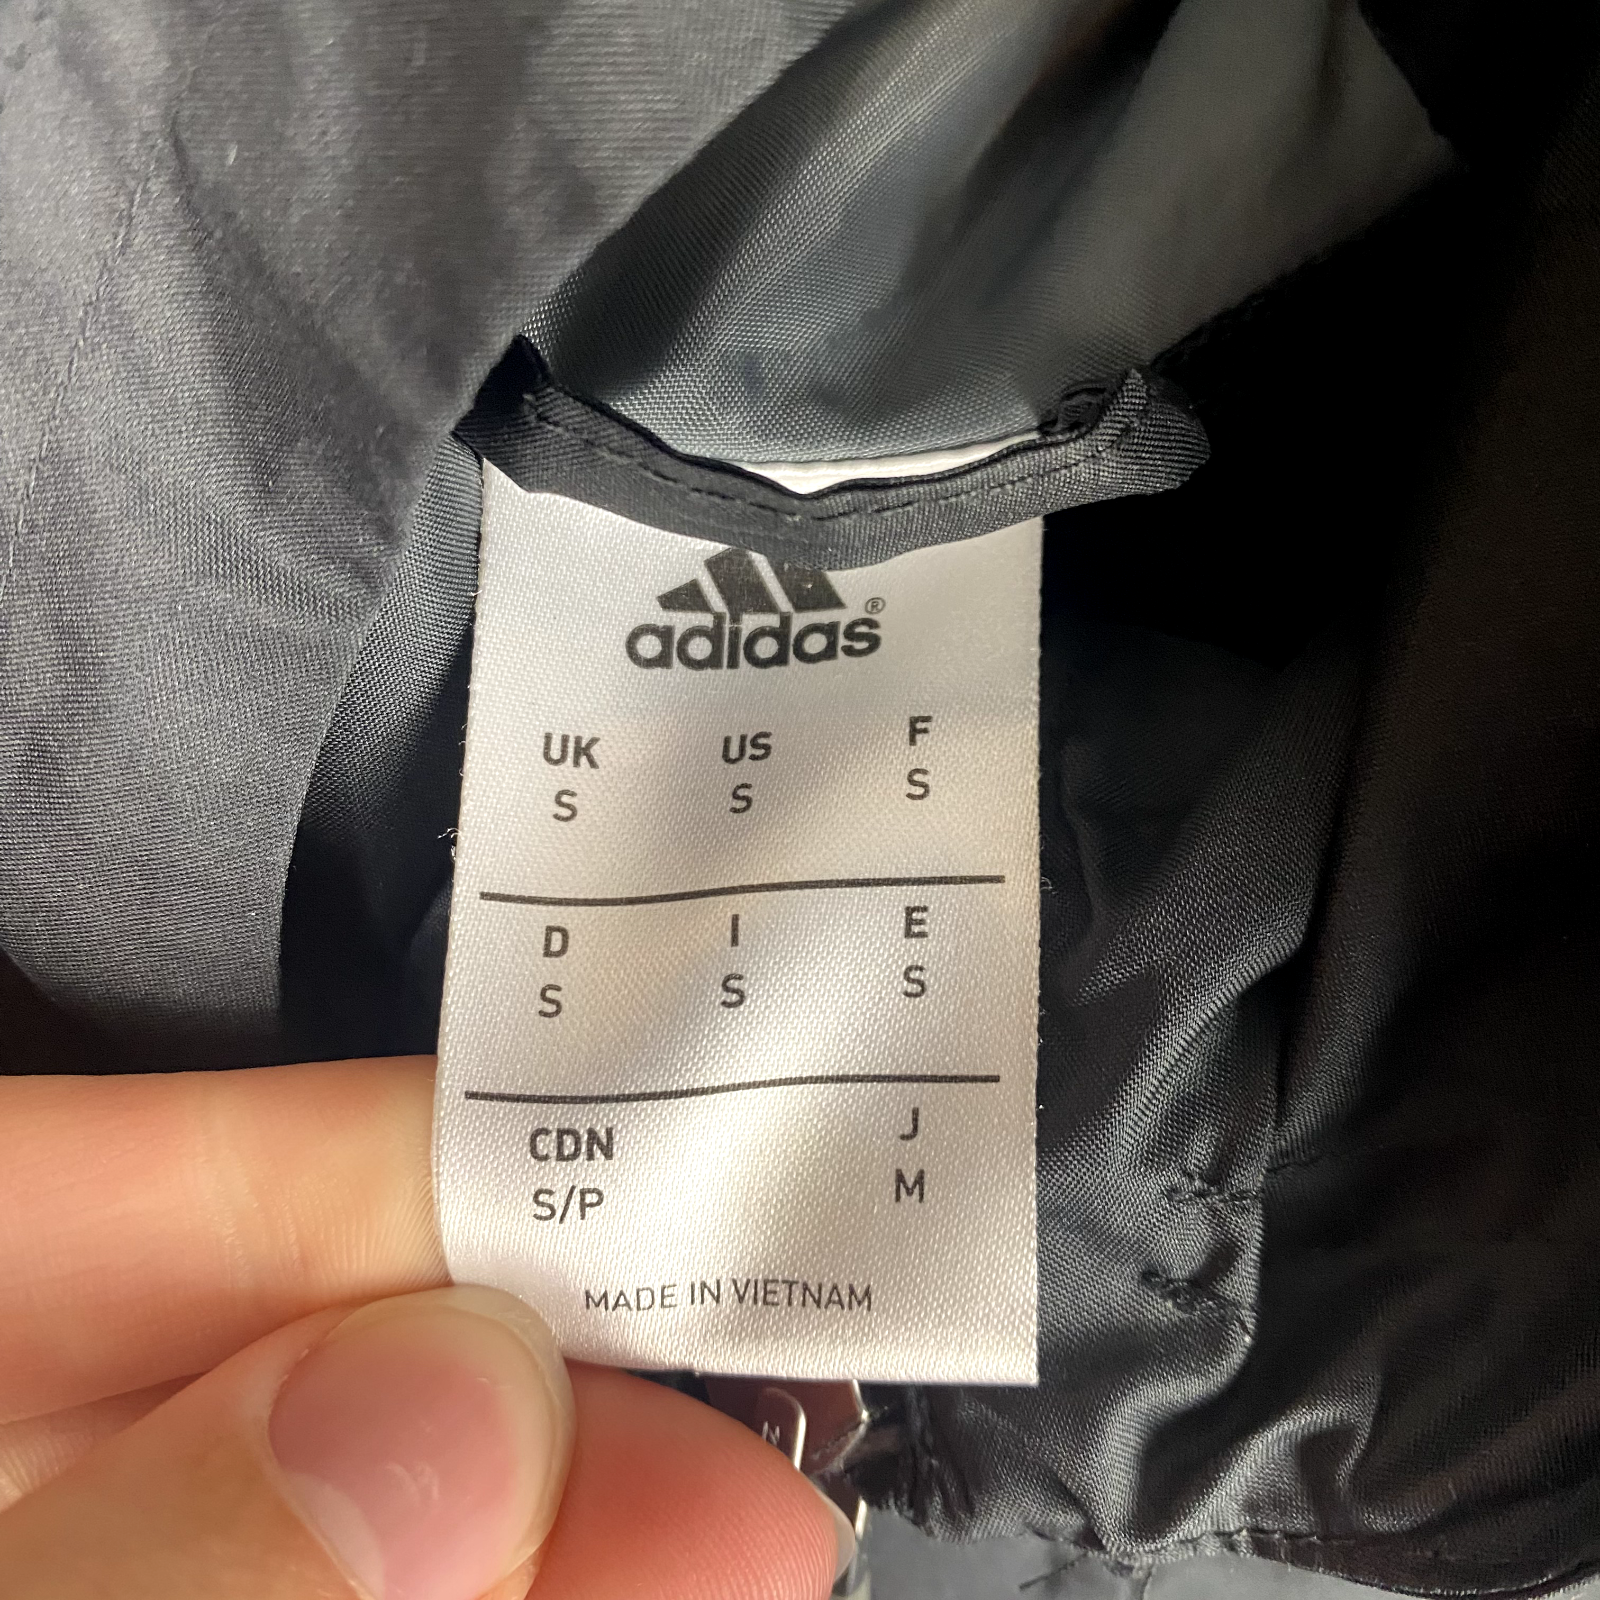 adidas®
UK US F
S S S
D I E
S S S
CDN J
S/P M
MADE IN VIETNAM